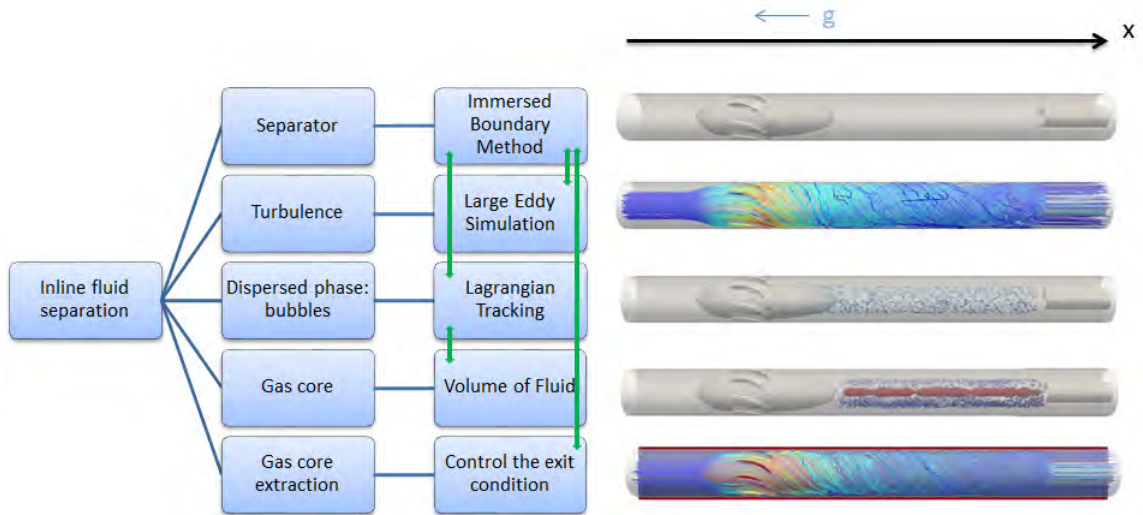 g
x
Separator
Immersed
Boundary
Method
Turbulence
Large Eddy
Simulation
Inline fluid
separation
Dispersed phase:
bubbles
Lagrangian
Tracking
Gas core
Volume of Fluid
Gas core
extraction
Control the exit
condition